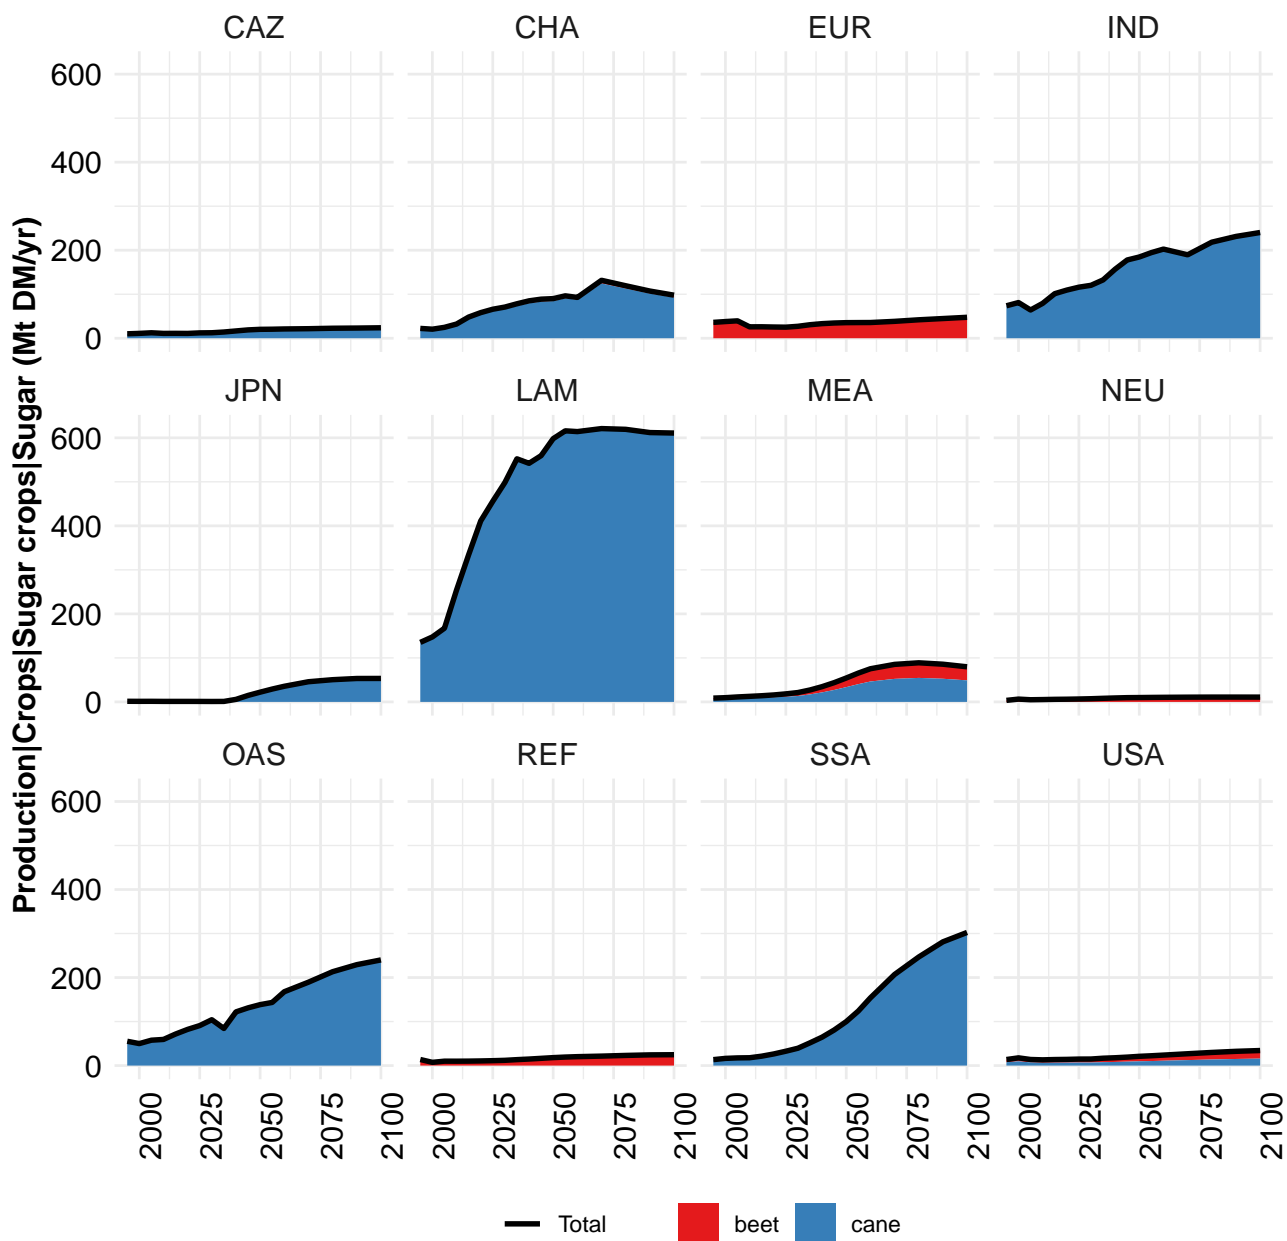 Production|Crops|Sugar crops|Sugar (Mt DM/yr)
CAZ CHA EUR IND
600
400
200
0
JPN LAM MEA NEU
600
400
200
0
OAS REF SSA USA
600
400
200
0
2000 2025 2050 2075 2100 2000 2025 2050 2075 2100 2000 2025 2050 2075 2100 2000 2025 2050 2075 2100
Total beet cane